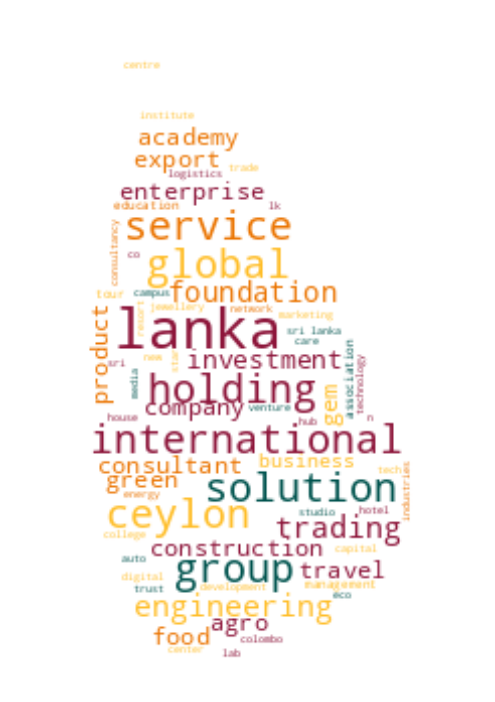 centre
institute
academy
export
logistics trade
enterprise
education lk
service
consultancy
co global
tour campus foundation
resort jewellery network marketing
lanka sri lanka
care
product sri new start investment association
technology
media holding gem
company venture
house hub n
international
consultant business
green tech
energy solution industries
ceylon studio hotel
trading
college
construction capital
auto group travel
digital
trust development management
eco
engineering
agro
food colombo
center lab